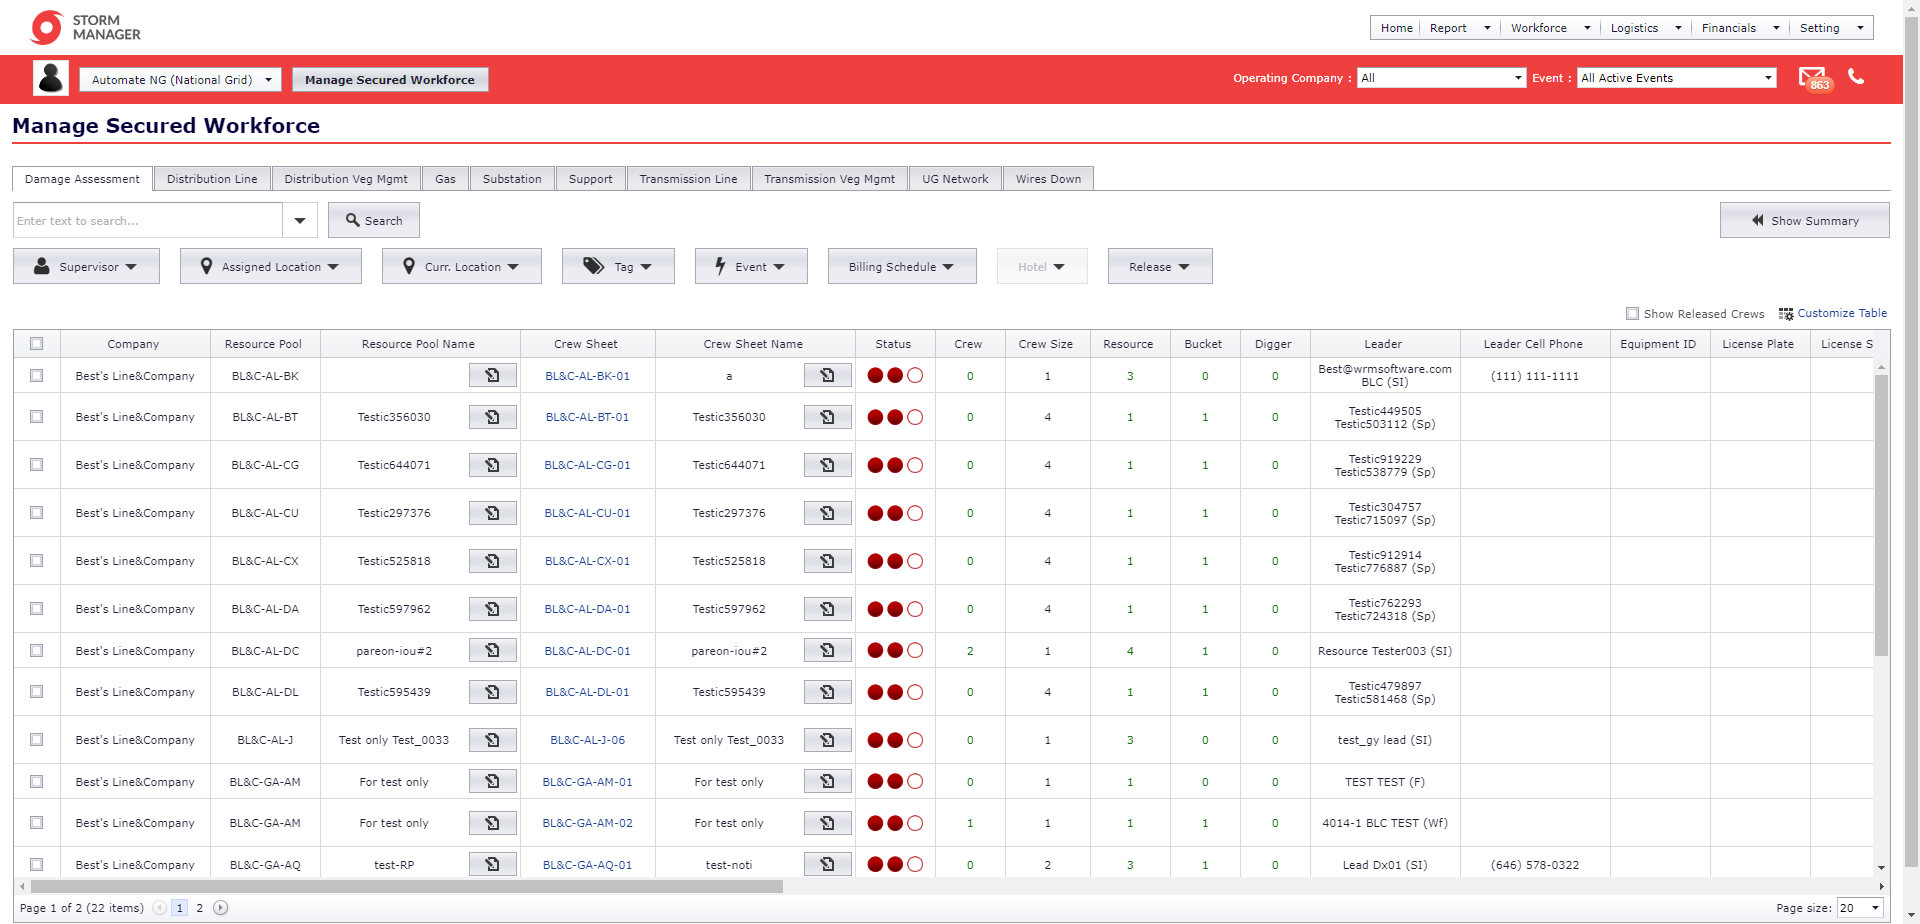 STORM
MANAGER
Home Report Workforce Logistics Financials Setting
Automate NG (National Grid) Manage Secured Workforce Operating Company : All Event : All Active Events 863
Manage Secured Workforce
Damage Assessment Distribution Line Distribution Veg Mgmt Gas Substation Support Transmission Line Transmission Veg Mgmt UG Network Wires Down
Enter text to search... Search Show Summary
Supervisor Assigned Location Curr. Location Tag Event Billing Schedule Hotel Release
Show Released Crews Customize Table
Company Resource Pool Resource Pool Name Crew Sheet Crew Sheet Name Status Crew Crew Size Resource Bucket Digger Leader Leader Cell Phone Equipment ID License Plate License S
Best's Line&Company BL&C-AL-BK BL&C-AL-BK-01 a 0 1 3 0 0 Best@wrmsoftware.com BLC (SI) (111) 111-1111
Best's Line&Company BL&C-AL-BT Testic356030 BL&C-AL-BT-01 Testic356030 0 4 1 1 0 Testic449505 Testic503112 (Sp)
Best's Line&Company BL&C-AL-CG Testic644071 BL&C-AL-CG-01 Testic644071 0 4 1 1 0 Testic919229 Testic538779 (Sp)
Best's Line&Company BL&C-AL-CU Testic297376 BL&C-AL-CU-01 Testic297376 0 4 1 1 0 Testic304757 Testic715097 (Sp)
Best's Line&Company BL&C-AL-CX Testic525818 BL&C-AL-CX-01 Testic525818 0 4 1 1 0 Testic912914 Testic776887 (Sp)
Best's Line&Company BL&C-AL-DA Testic597962 BL&C-AL-DA-01 Testic597962 0 4 1 1 0 Testic762293 Testic724318 (Sp)
Best's Line&Company BL&C-AL-DC pareon-iou#2 BL&C-AL-DC-01 pareon-iou#2 2 1 4 1 0 Resource Tester003 (SI)
Best's Line&Company BL&C-AL-DL Testic595439 BL&C-AL-DL-01 Testic595439 0 4 1 1 0 Testic479897 Testic581468 (Sp)
Best's Line&Company BL&C-AL-J Test only Test_0033 BL&C-AL-J-06 Test only Test_0033 0 1 3 0 0 test_gy lead (SI)
Best's Line&Company BL&C-GA-AM For test only BL&C-GA-AM-01 For test only 0 1 1 0 0 TEST TEST (F)
Best's Line&Company BL&C-GA-AM For test only BL&C-GA-AM-02 For test only 1 1 1 1 0 4014-1 BLC TEST (Wf)
Best's Line&Company BL&C-GA-AQ test-RP BL&C-GA-AQ-01 test-noti 0 2 3 1 0 Lead Dx01 (SI) (646) 578-0322
Page 1 of 2 (22 items) 1 2 Page size: 20